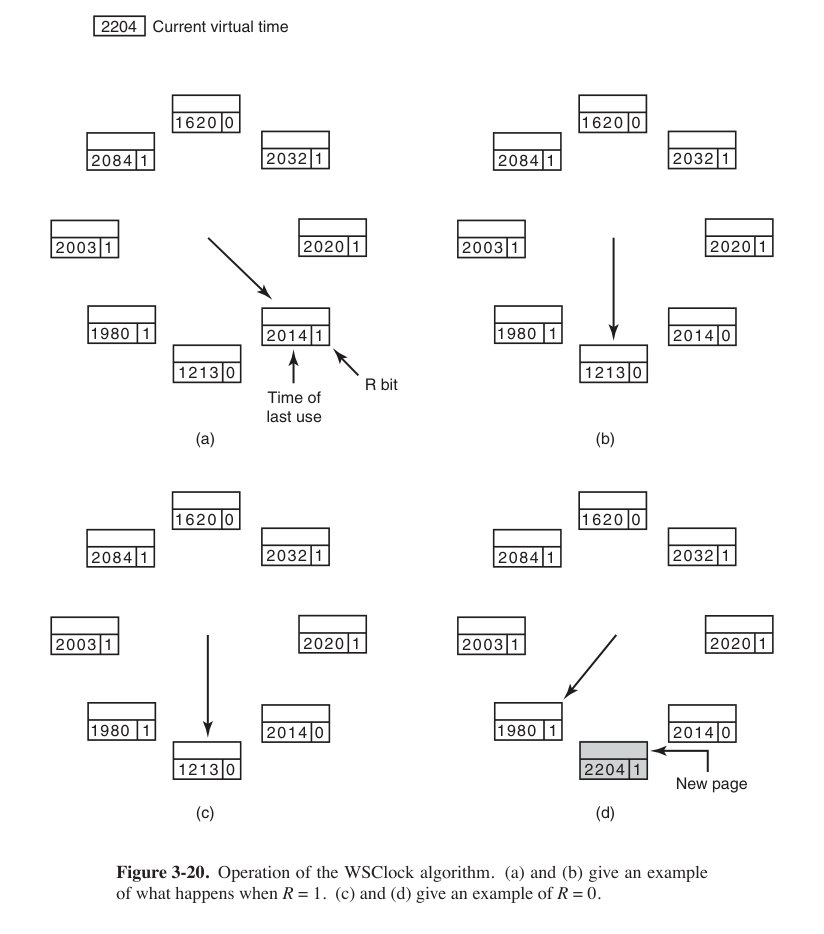 2204 Current virtual time
1620 0
2084 1
2032 1
2003 1
2020 1
1980 1
2014 1
1213 0
Time of
last use
R bit
(a)
1620 0
2084 1
2032 1
2003 1
2020 1
1980 1
2014 0
1213 0
(b)
1620 0
2084 1
2032 1
2003 1
2020 1
1980 1
2014 0
1213 0
(c)
1620 0
2084 1
2032 1
2003 1
2020 1
1980 1
2014 0
2204 1
New page
(d)
Figure 3-20. Operation of the WSClock algorithm. (a) and (b) give an example
of what happens when R = 1. (c) and (d) give an example of R = 0.